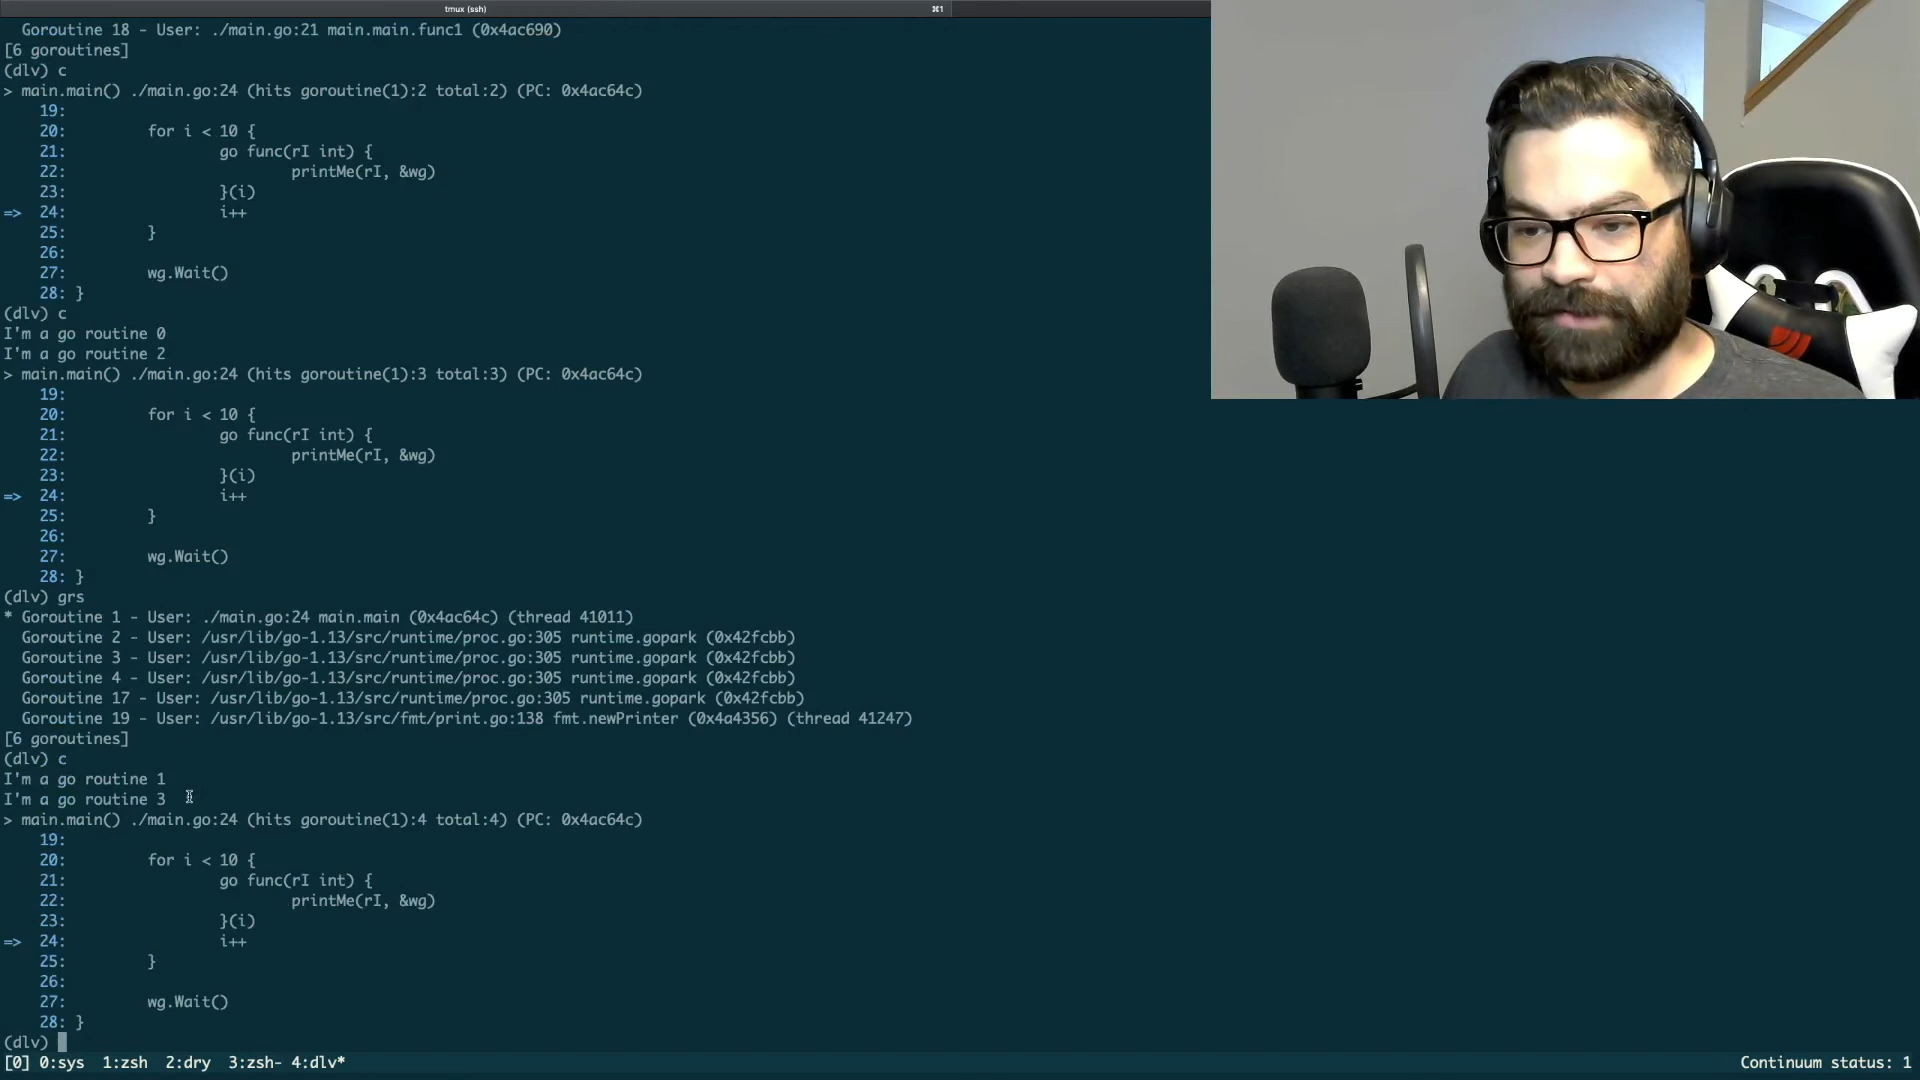 tmux (ssh) ⌘1
Goroutine 18 - User: ./main.go:21 main.main.func1 (0x4ac690)
[6 goroutines]
(dlv) c
> main.main() ./main.go:24 (hits goroutine(1):2 total:2) (PC: 0x4ac64c)
19:
20: for i < 10 {
21: go func(rI int) {
22: printMe(rI, &wg)
23: }(i)
=> 24: i++
25: }
26:
27: wg.Wait()
28: }
(dlv) c
I'm a go routine 0
I'm a go routine 2
> main.main() ./main.go:24 (hits goroutine(1):3 total:3) (PC: 0x4ac64c)
19:
20: for i < 10 {
21: go func(rI int) {
22: printMe(rI, &wg)
23: }(i)
=> 24: i++
25: }
26:
27: wg.Wait()
28: }
(dlv) grs
* Goroutine 1 - User: ./main.go:24 main.main (0x4ac64c) (thread 41011)
Goroutine 2 - User: /usr/lib/go-1.13/src/runtime/proc.go:305 runtime.gopark (0x42fcbb)
Goroutine 3 - User: /usr/lib/go-1.13/src/runtime/proc.go:305 runtime.gopark (0x42fcbb)
Goroutine 4 - User: /usr/lib/go-1.13/src/runtime/proc.go:305 runtime.gopark (0x42fcbb)
Goroutine 17 - User: /usr/lib/go-1.13/src/runtime/proc.go:305 runtime.gopark (0x42fcbb)
Goroutine 19 - User: /usr/lib/go-1.13/src/fmt/print.go:138 fmt.newPrinter (0x4a4356) (thread 41247)
[6 goroutines]
(dlv) c
I'm a go routine 1
I'm a go routine 3
> main.main() ./main.go:24 (hits goroutine(1):4 total:4) (PC: 0x4ac64c)
19:
20: for i < 10 {
21: go func(rI int) {
22: printMe(rI, &wg)
23: }(i)
=> 24: i++
25: }
26:
27: wg.Wait()
28: }
(dlv)
[0] 0:sys 1:zsh 2:dry 3:zsh- 4:dlv* Continuum status: 1